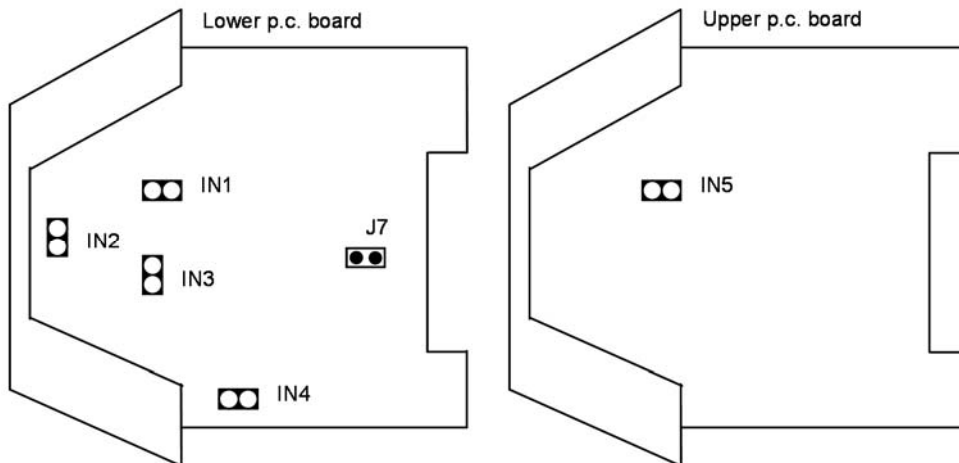 Lower p.c. board
IN1
IN2
IN3
J7
IN4
Upper p.c. board
IN5